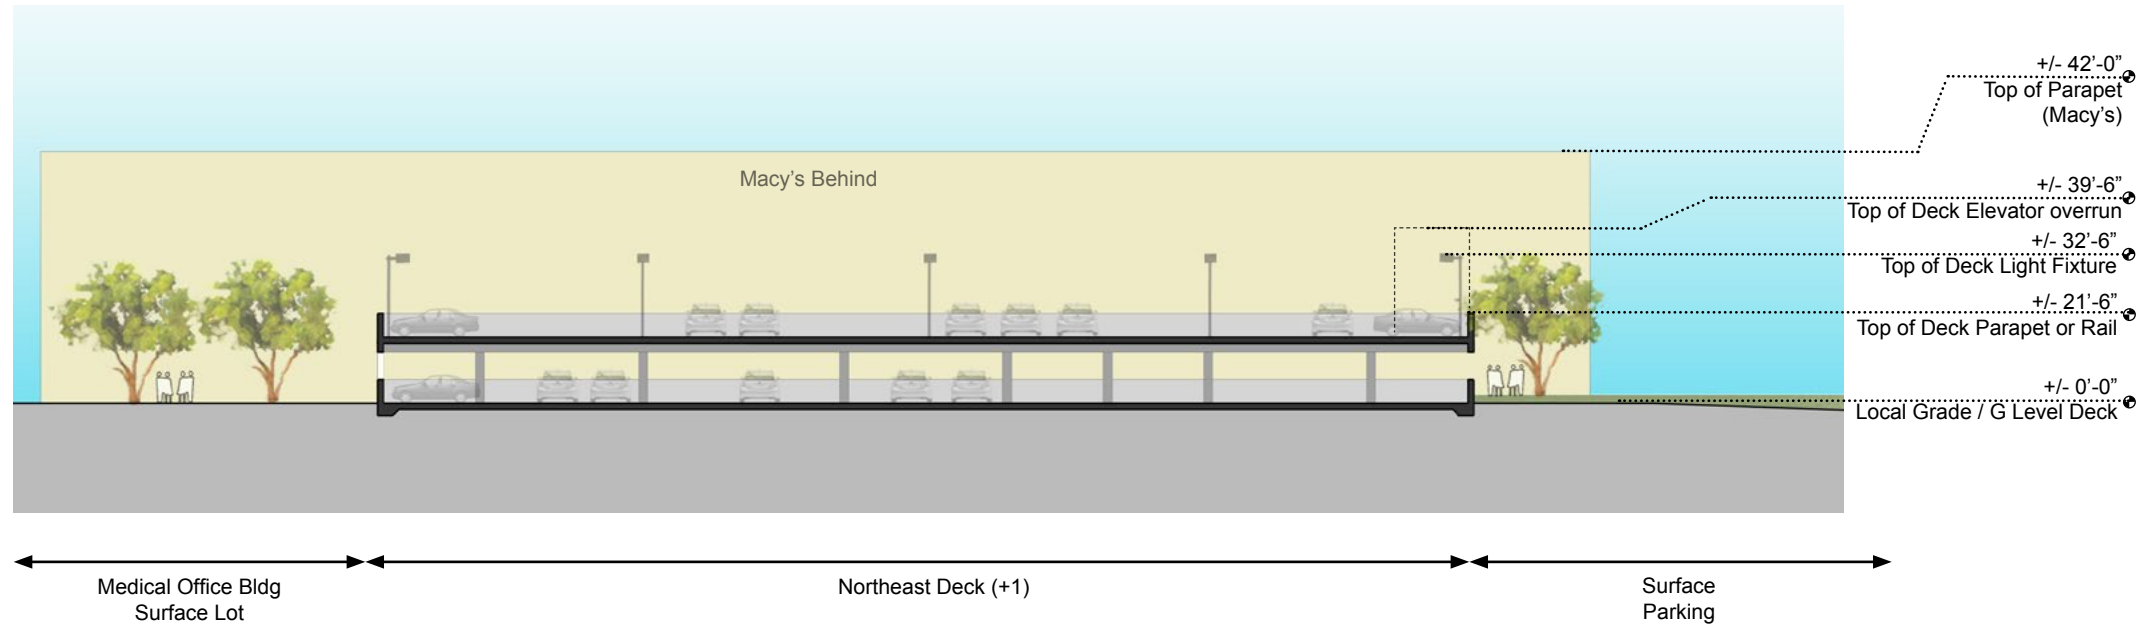 +/- 42’-0”
Top of Parapet
(Macy’s)
Macy’s Behind
+/- 39’-6”
Top of Deck Elevator overrun
+/- 32’-6”
Top of Deck Light Fixture
+/- 21’-6”
Top of Deck Parapet or Rail
+/- 0’-0”
Local Grade / G Level Deck
Medical Office Bldg
Surface Lot
Northeast Deck (+1)
Surface
Parking